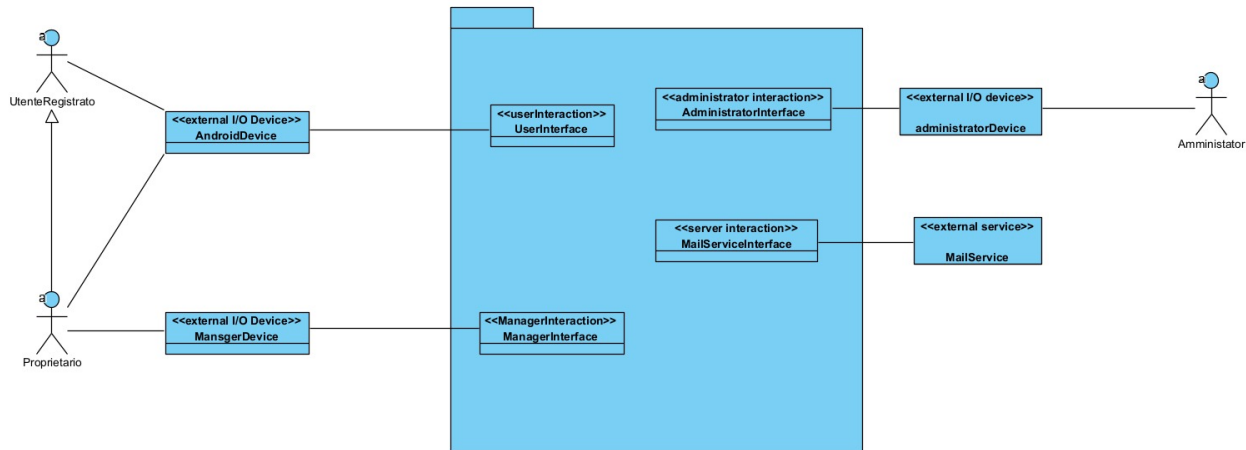 a
UtenteRegistrato
<<external I/O Device>>
AndroidDevice
<<userInteraction>>
UserInterface
<<administrator interaction>>
AdministratorInterface
<<external I/O device>>
administratorDevice
a
Amministator
<<server interaction>>
MailServiceInterface
<<external service>>
MailService
a
Proprietario
<<external I/O Device>>
MansgerDevice
<<ManagerInteraction>>
ManagerInterface